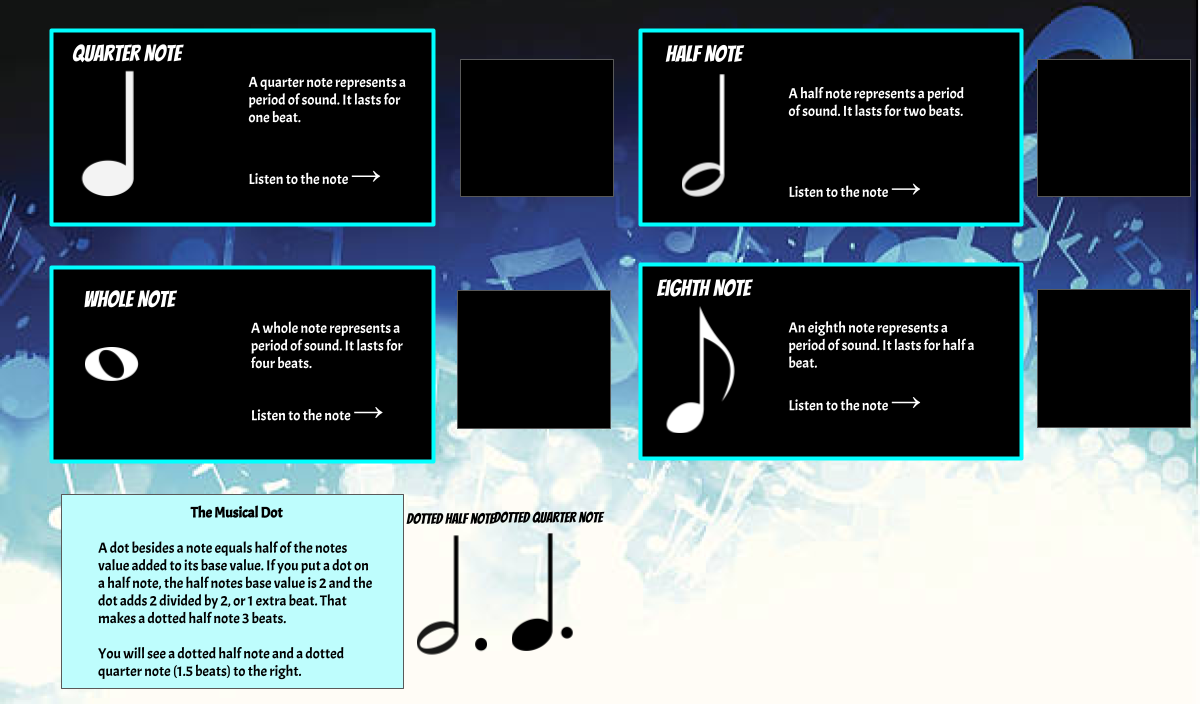 QUARTER NOTE
A quarter note represents a
period of sound. It lasts for
one beat.
Listen to the note →
HALF NOTE
A half note represents a period
of sound. It lasts for two beats.
Listen to the note →
WHOLE NOTE
A whole note represents a
period of sound. It lasts for
four beats.
Listen to the note →
EIGHTH NOTE
An eighth note represents a
period of sound. It lasts for half a
beat.
Listen to the note →
The Musical Dot
A dot besides a note equals half of the notes
value added to its base value. If you put a dot on
a half note, the half notes base value is 2 and the
dot adds 2 divided by 2, or 1 extra beat. That
makes a dotted half note 3 beats.
You will see a dotted half note and a dotted
quarter note (1.5 beats) to the right.
DOTTED HALF NOTE
DOTTED QUARTER NOTE